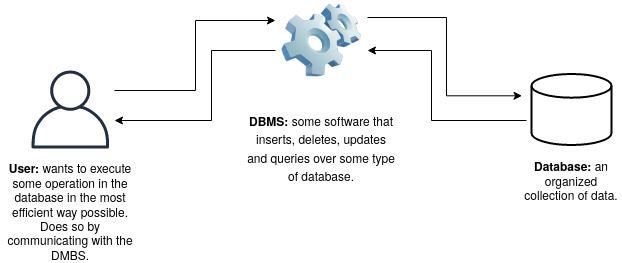 DBMS: some software that
inserts, deletes, updates
and queries over some type
of database.
User: wants to execute
some operation in the
database in the most
efficient way possible.
Does so by
communicating with the
DMBS.
Database: an
organized
collection of data.